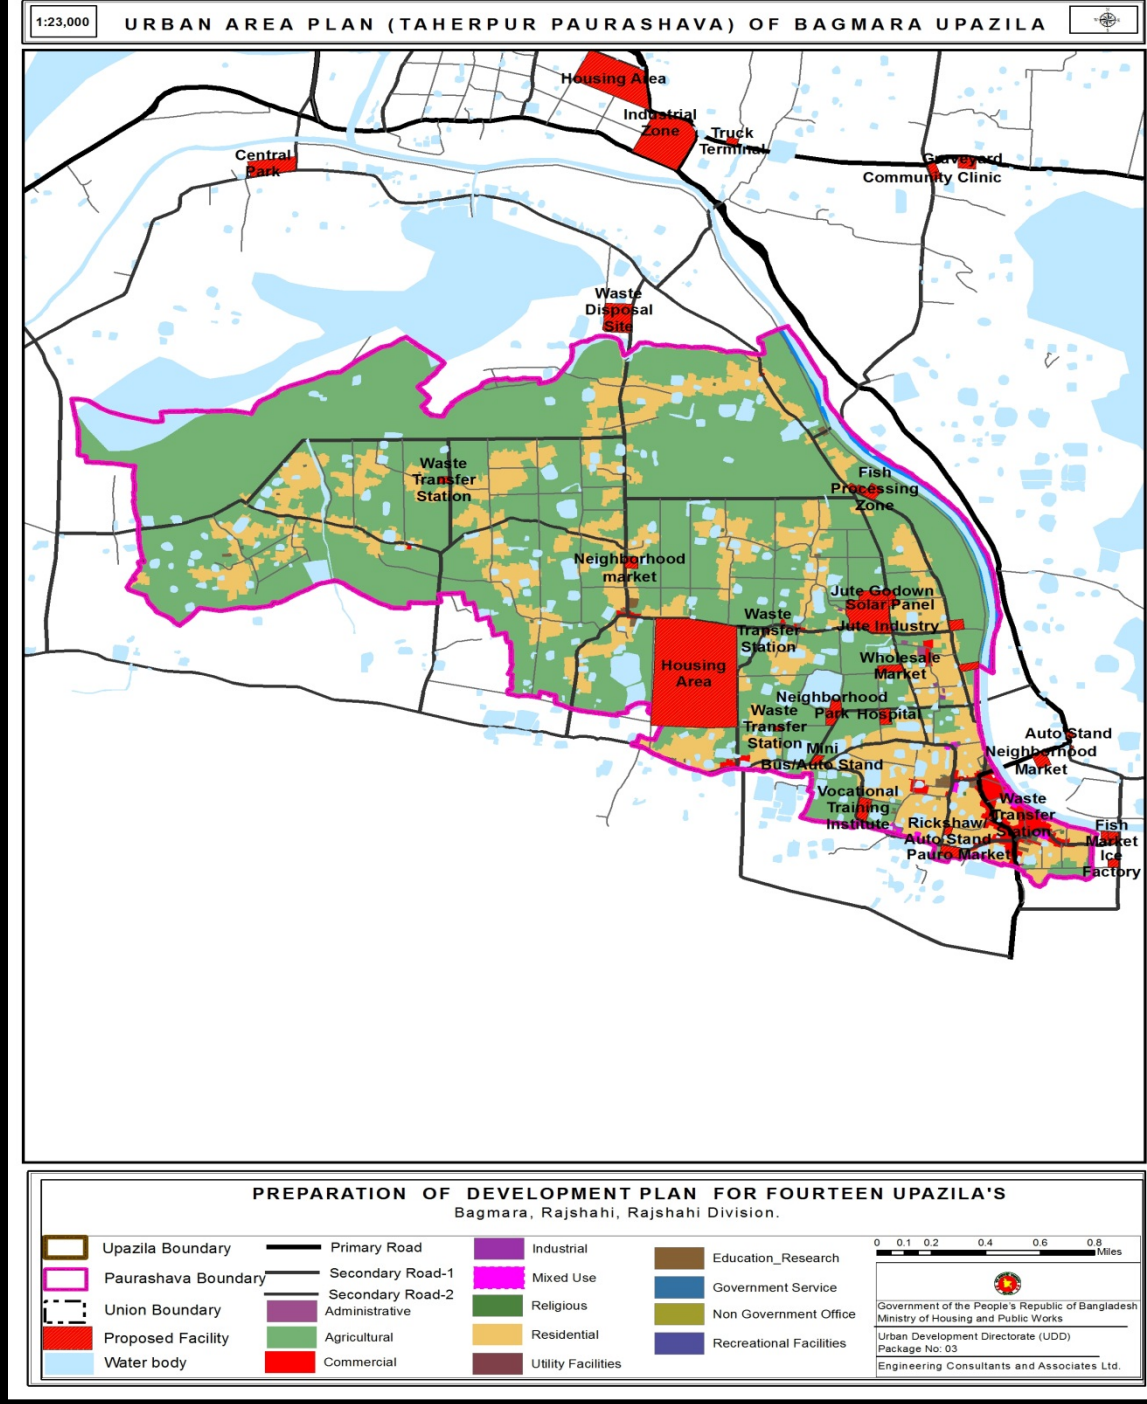 1:23,000
URBAN AREA PLAN (TAHERPUR PAURASHAVA) OF BAGMARA UPAZILA
Housing Area
Industrial
Zone
Truck
Terminal
Central
Park
Graveyard
Community Clinic
Waste
Disposal
Site
Waste
Transfer
Station
Fish
Processing
Zone
Neighborhood
market
Jute Godown
Solar Panel
Jute Industry
Waste
Transfer
Station
Housing
Area
Wholesale
Market
Neighborhood
Park
Hospital
Waste
Transfer
Station
Mini
Bus/Auto Stand
Auto Stand
Neighborhood
Market
Vocational
Training
Institute
Waste
Transfer
Station
Rickshaw/
Auto Stand
Pauro Market
Fish
Market
Ice
Factory
PREPARATION OF DEVELOPMENT PLAN FOR FOURTEEN UPAZILA'S
Bagmara, Rajshahi, Rajshahi Division.
Upazila Boundary
Paurashava Boundary
Union Boundary
Proposed Facility
Water body
Primary Road
Secondary Road-1
Secondary Road-2
Administrative
Agricultural
Commercial
Industrial
Mixed Use
Religious
Residential
Utility Facilities
Education_Research
Government Service
Non Government Office
Recreational Facilities
0 0.1 0.2 0.4 0.6 0.8
Miles
Government of the People's Republic of Bangladesh
Ministry of Housing and Public Works
Urban Development Directorate (UDD)
Package No: 03
Engineering Consultants and Associates Ltd.